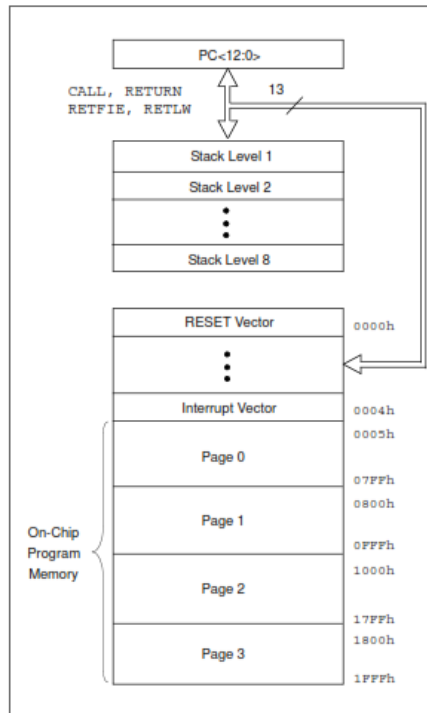 PC<12:0>
CALL, RETURN
RETFIE, RETLW
13
Stack Level 1
Stack Level 2
Stack Level 8
RESET Vector
0000h
Interrupt Vector
0004h
0005h
Page 0
07FFh
0800h
Page 1
0FFFh
1000h
Page 2
17FFh
1800h
Page 3
1FFFh
On-Chip
Program
Memory